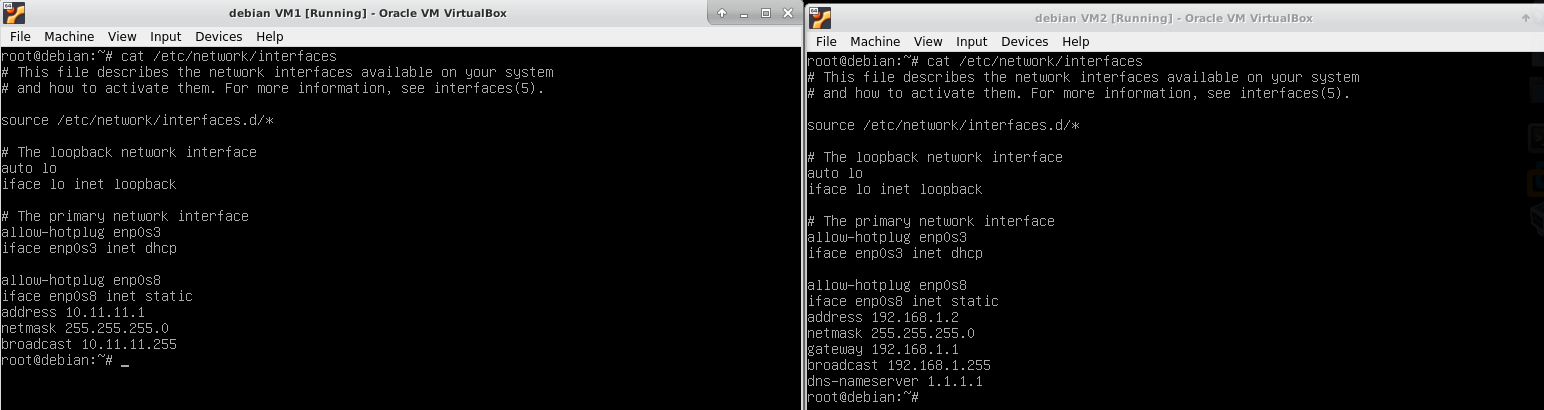 debian VM1 [Running] - Oracle VM VirtualBox
File Machine View Input Devices Help
root@debian:~# cat /etc/network/interfaces
# This file describes the network interfaces available on your system
# and how to activate them. For more information, see interfaces(5).
source /etc/network/interfaces.d/*
# The loopback network interface
auto lo
iface lo inet loopback
# The primary network interface
allow-hotplug enp0s3
iface enp0s3 inet dhcp
allow-hotplug enp0s8
iface enp0s8 inet static
address 10.11.11.1
netmask 255.255.255.0
broadcast 10.11.11.255
root@debian:~# _
debian VM2 [Running] - Oracle VM VirtualBox
File Machine View Input Devices Help
root@debian:~# cat /etc/network/interfaces
# This file describes the network interfaces available on your system
# and how to activate them. For more information, see interfaces(5).
source /etc/network/interfaces.d/*
# The loopback network interface
auto lo
iface lo inet loopback
# The primary network interface
allow-hotplug enp0s3
iface enp0s3 inet dhcp
allow-hotplug enp0s8
iface enp0s8 inet static
address 192.168.1.2
netmask 255.255.255.0
gateway 192.168.1.1
broadcast 192.168.1.255
dns-nameserver 1.1.1.1
root@debian:~#